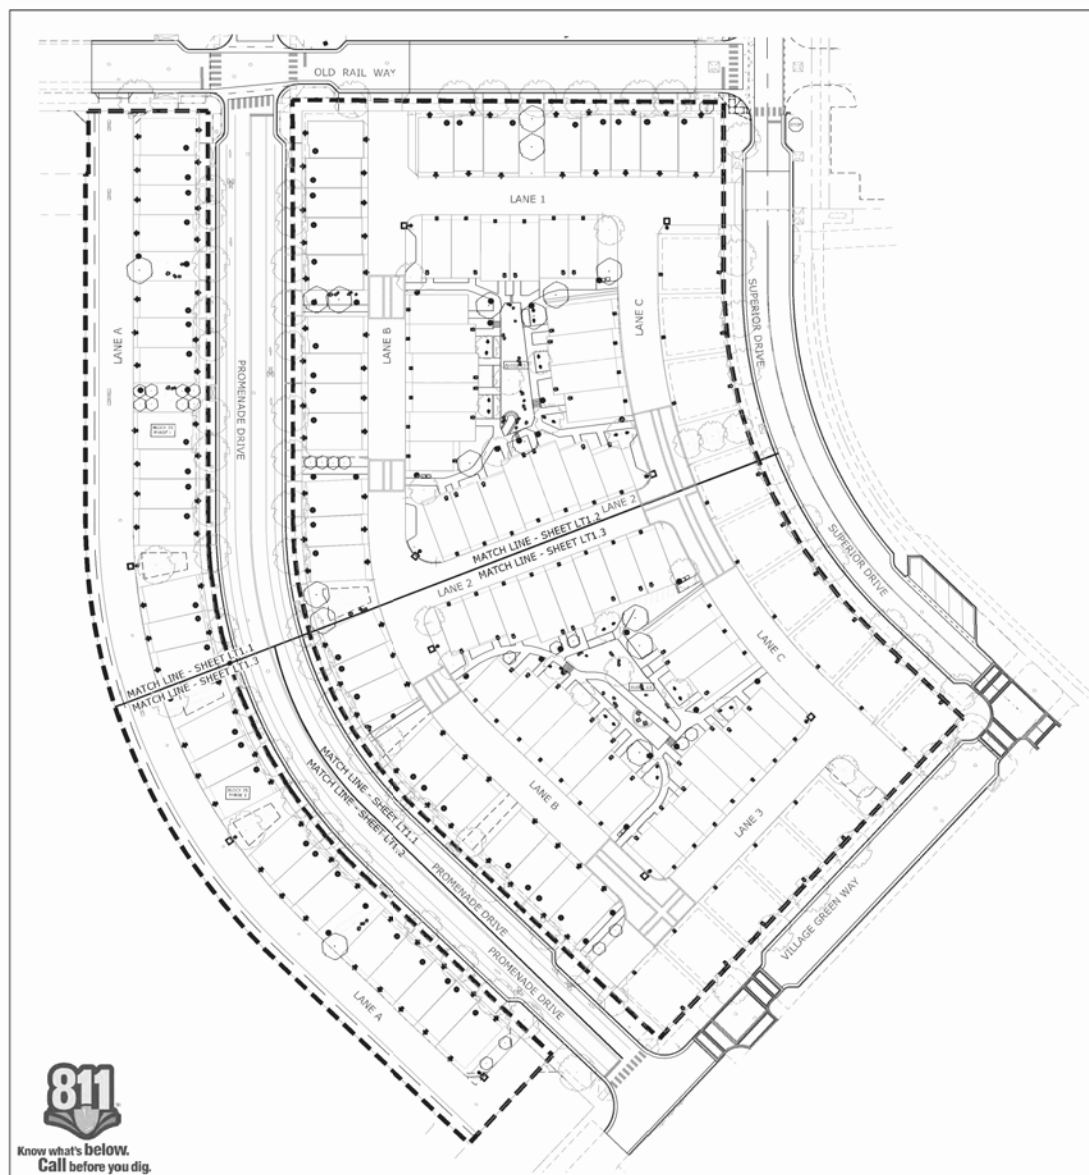 OLD RAIL WAY
LANE 1
LANE A
LANE B
LANE C
PROMENADE DRIVE
SUPERIOR DRIVE
LANE 2
MATCH LINE - SHEET LT1.2
LANE 2
MATCH LINE - SHEET LT1.3
SUPERIOR DRIVE
MATCH LINE - SHEET LT1.1
MATCH LINE - SHEET LT1.3
LANE C
MATCH LINE - SHEET LT1.1
MATCH LINE - SHEET LT1.2
LANE B
LANE 3
PROMENADE DRIVE
PROMENADE DRIVE
VILLAGE GREEN WAY
LANE A
811
Know what's below.
Call before you dig.